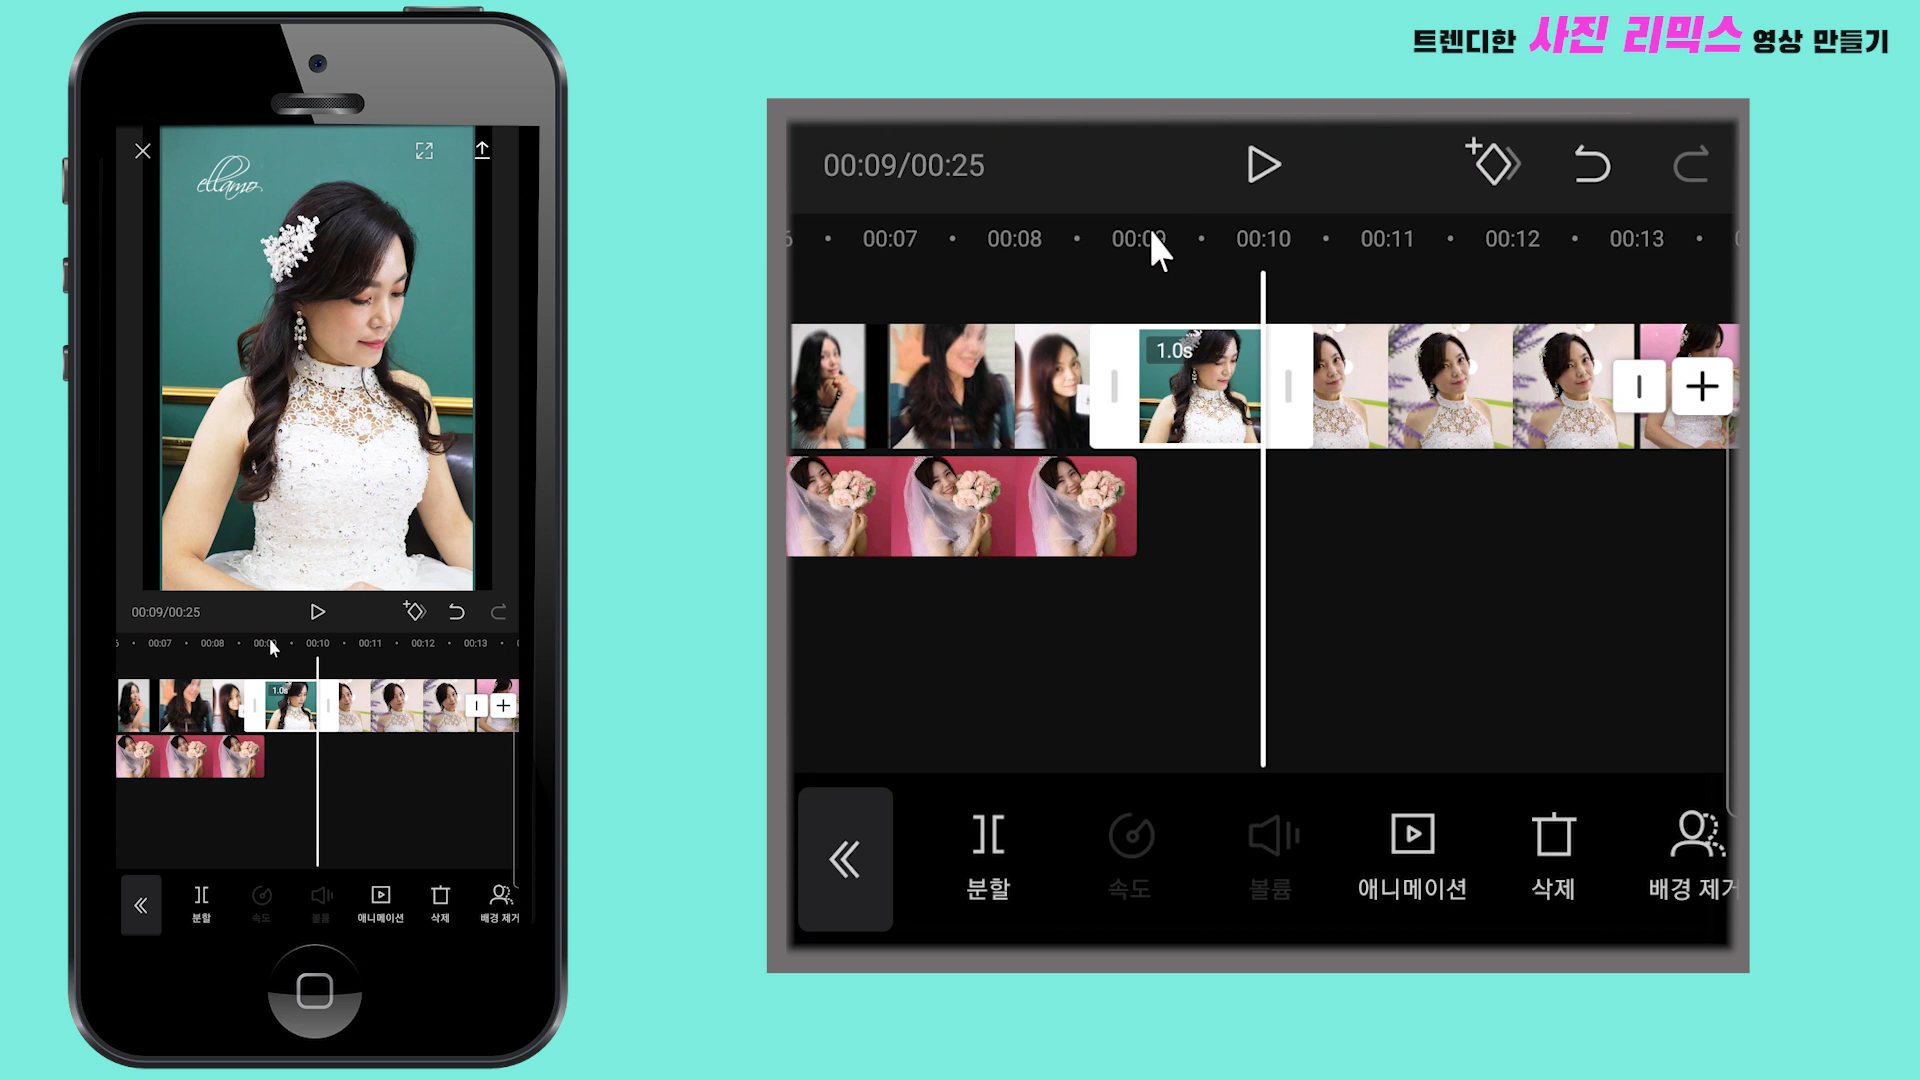 트렌디한 사진 리믹스 영상 만들기
ellamo
00:09/00:25
00:07 00:08 00:09 00:10 00:11 00:12 00:13
1.0s
분할 속도 볼륨 애니메이션 삭제 배경 제거
00:09/00:25
00:07 00:08 00:09 00:10 00:11 00:12 00:13
1.0s
분할 속도 볼륨 애니메이션 삭제 배경 제거